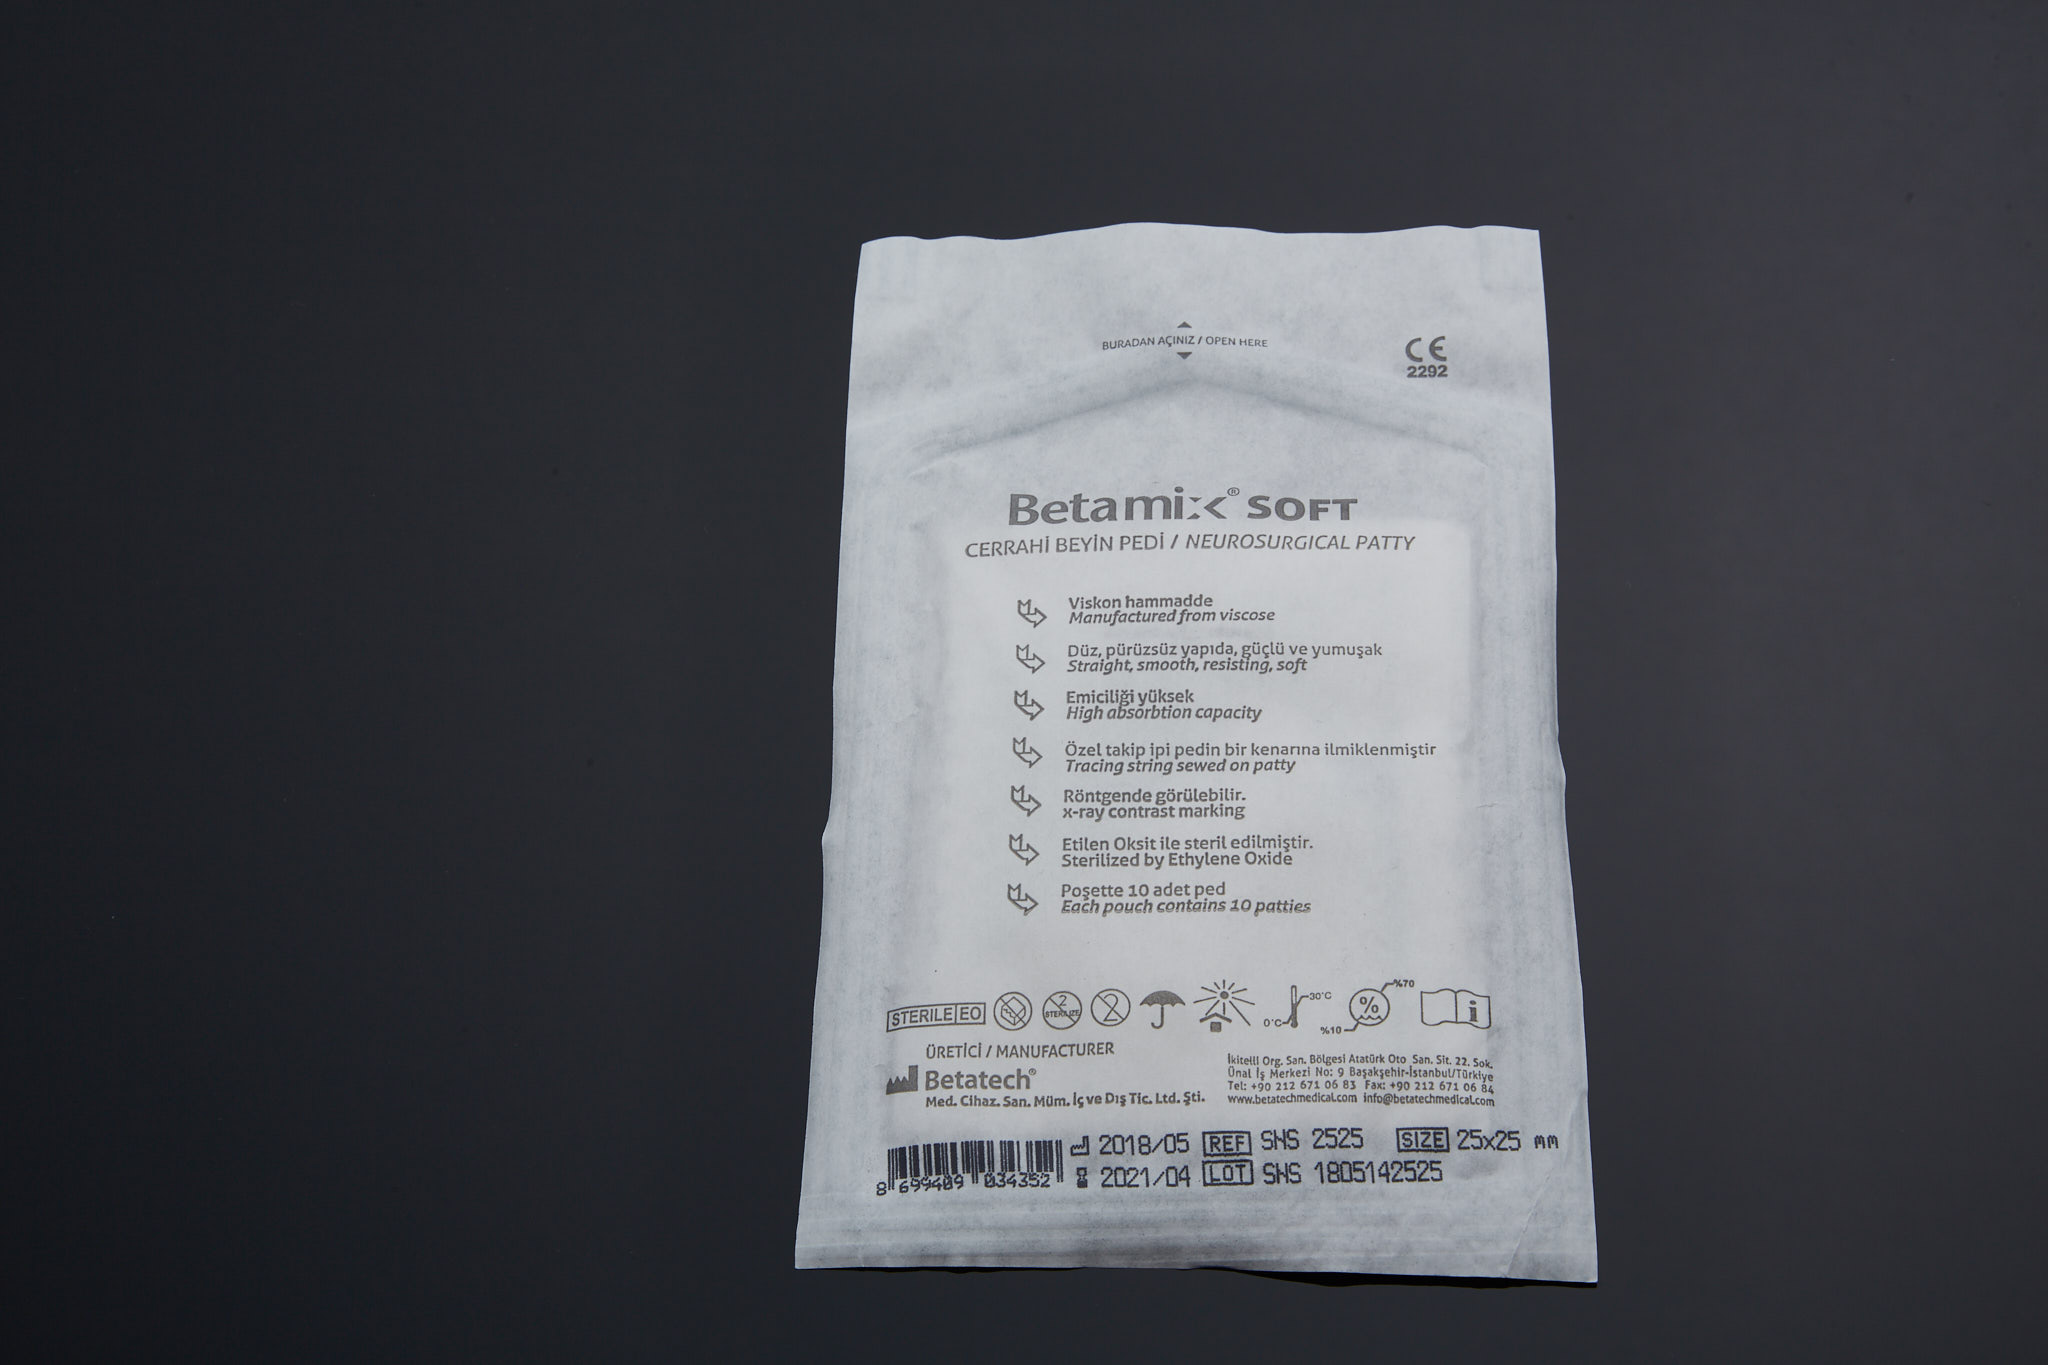 BURADAN AÇINIZ / OPEN HERE
CE
2292
Betamix® SOFT
CERRAHİ BEYİN PEDİ / NEUROSURGICAL PATTY
Viskon hammadde
Manufactured from viscose
Düz, pürüzsüz yapıda, güçlü ve yumuşak
Straight, smooth, resisting, soft
Emiciliği yüksek
High absorbtion capacity
Özel takip ipi pedin bir kenarına ilmiklenmiştir
Tracing string sewed on patty
Röntgende görülebilir.
x-ray contrast marking
Etilen Oksit ile steril edilmiştir.
Sterilized by Ethylene Oxide
Poşette 10 adet ped
Each pouch contains 10 patties
STERILE EO
2
STERILIZE
2
0°C 30°C
%10 % %70
i
ÜRETİCİ / MANUFACTURER
Betatech®
Med. Cihaz. San. Müm. İç ve Dış Tic. Ltd. Şti.
İkitelli Org. San. Bölgesi Atatürk Oto San. Sit. 22. Sok.
Ünal İş Merkezi No: 9 Başakşehir-İstanbul/Türkiye
Tel: +90 212 671 06 83 Fax: +90 212 671 06 84
www.betatechmedical.com info@betatechmedical.com
2018/05 REF SNS 2525 SIZE 25x25 mm
2021/04 LOT SNS 1805142525
8 699409 034352